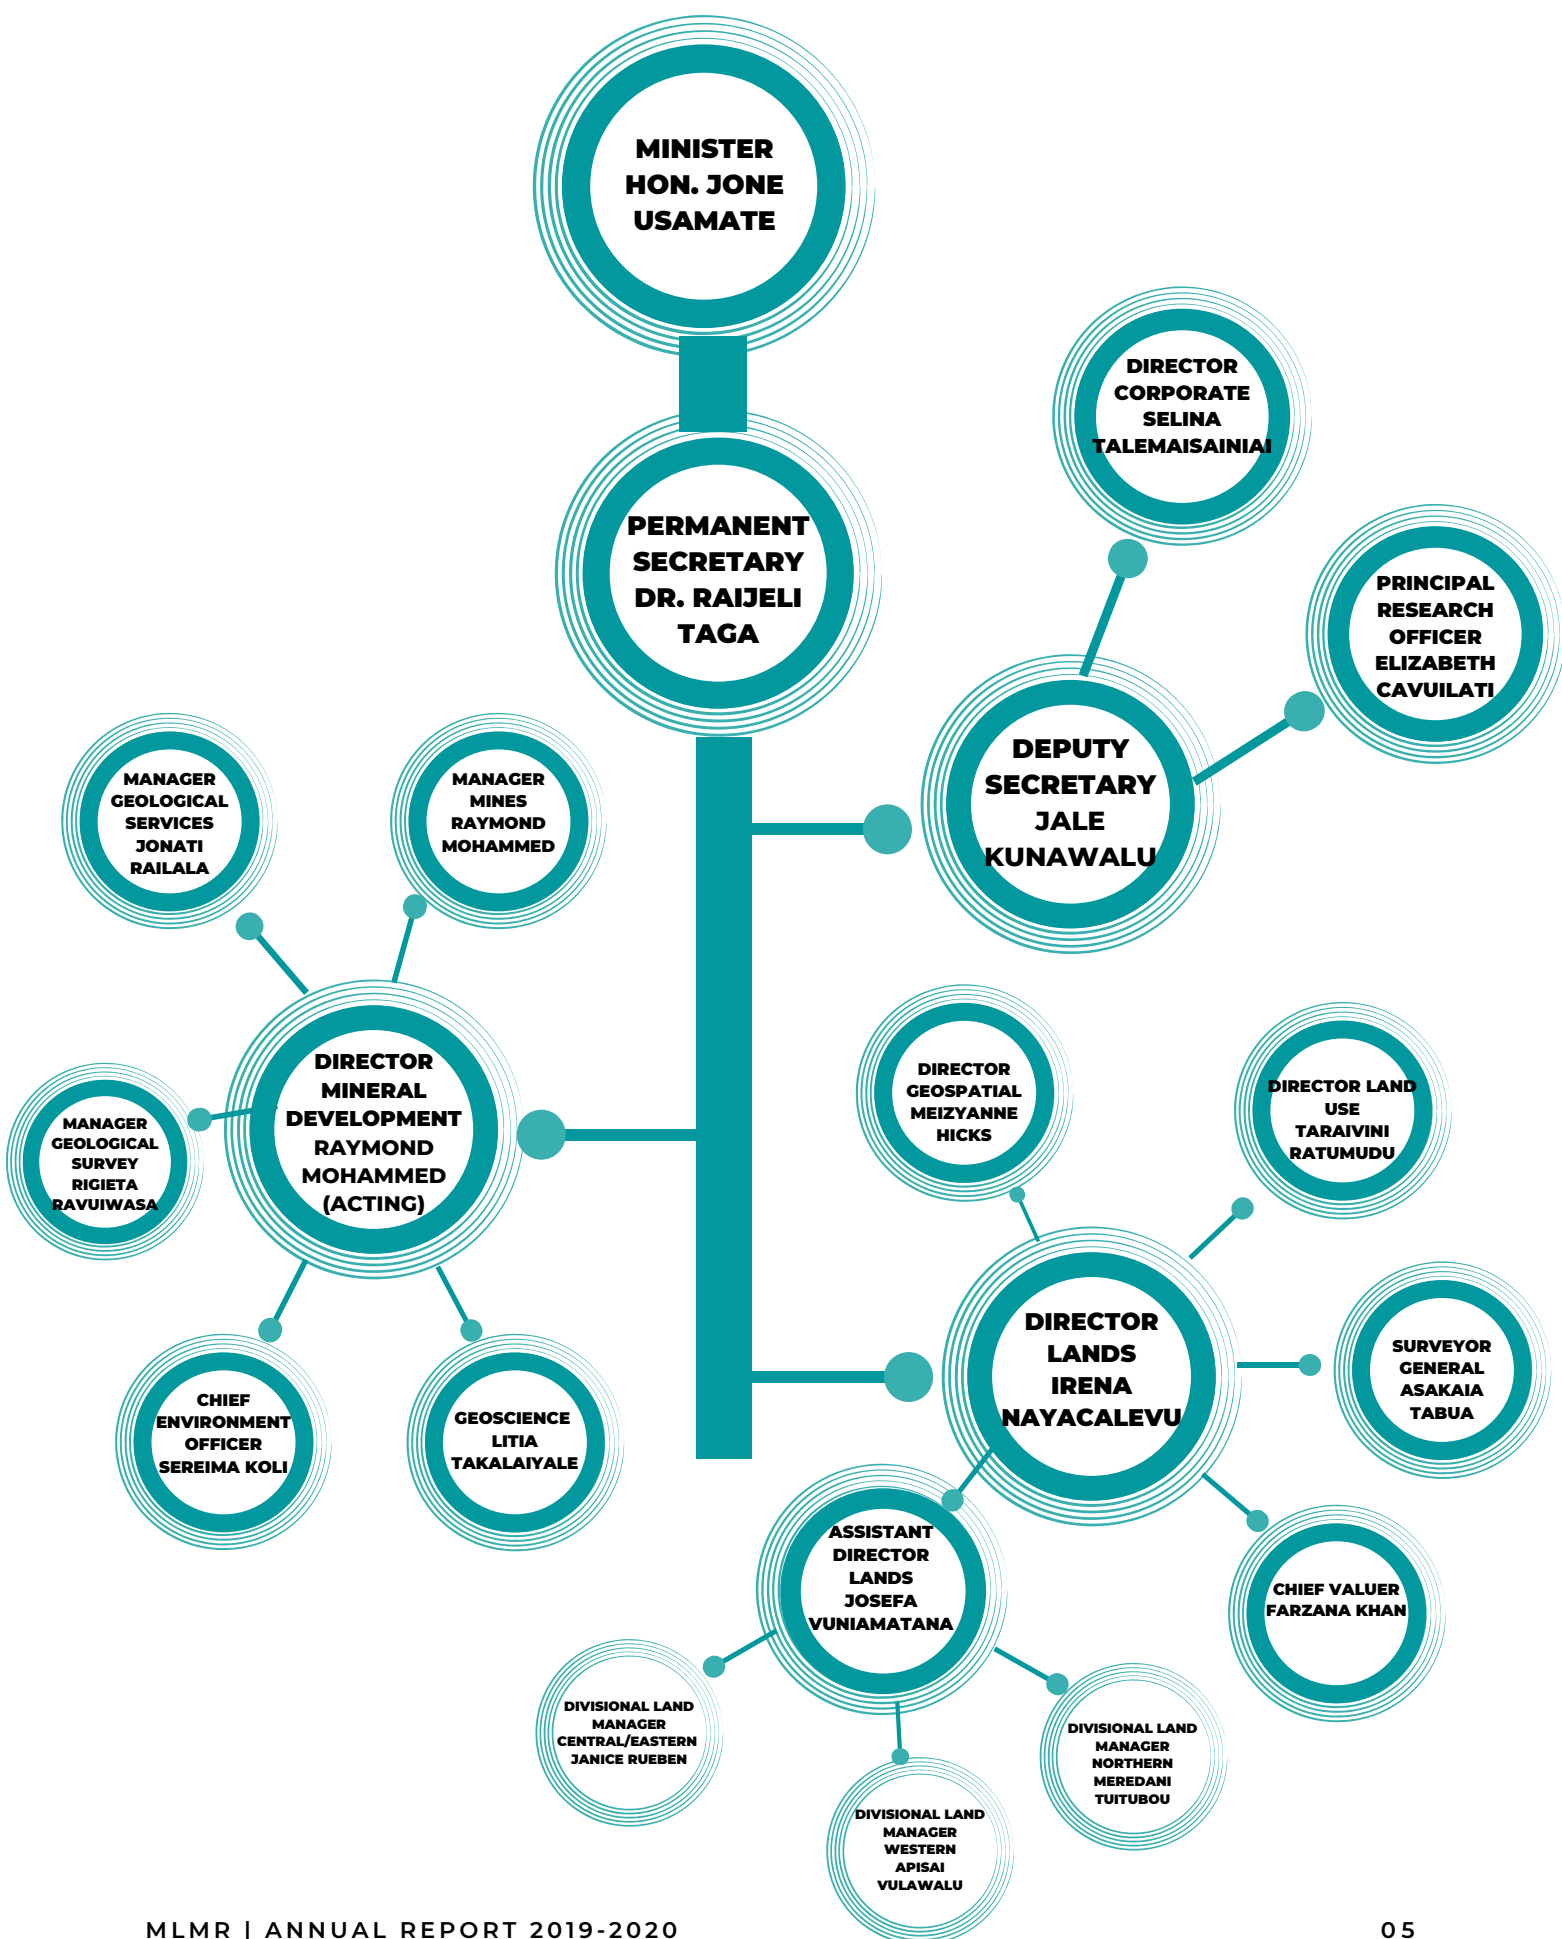 MINISTER
HON. JONE
USAMATE
PERMANENT
SECRETARY
DR. RAIJELI
TAGA
DIRECTOR
CORPORATE
SELINA
TALEMAISAINIAI
PRINCIPAL
RESEARCH
OFFICER
ELIZABETH
CAVUILATI
DEPUTY
SECRETARY
JALE
KUNAWALU
MANAGER
GEOLOGICAL
SERVICES
JONATI
RAILALA
MANAGER
MINES
RAYMOND
MOHAMMED
DIRECTOR
MINERAL
DEVELOPMENT
RAYMOND
MOHAMMED
(ACTING)
MANAGER
GEOLOGICAL
SURVEY
RIGIETA
RAVUIWASA
CHIEF
ENVIRONMENT
OFFICER
SEREIMA KOLI
GEOSCIENCE
LITIA
TAKALAIYALE
DIRECTOR
GEOSPATIAL
MEIZYANNE
HICKS
DIRECTOR LAND
USE
TARAIVINI
RATUMUDU
DIRECTOR
LANDS
IRENA
NAYACALEVU
SURVEYOR
GENERAL
ASAKAIA
TABUA
CHIEF VALUER
FARZANA KHAN
ASSISTANT
DIRECTOR
LANDS
JOSEFA
VUNIAMATANA
DIVISIONAL LAND
MANAGER
CENTRAL/EASTERN
JANICE RUEBEN
DIVISIONAL LAND
MANAGER
WESTERN
APISAI
VULAWALU
DIVISIONAL LAND
MANAGER
NORTHERN
MEREDANI
TUITUBOU
MLMR | ANNUAL REPORT 2019-2020
05